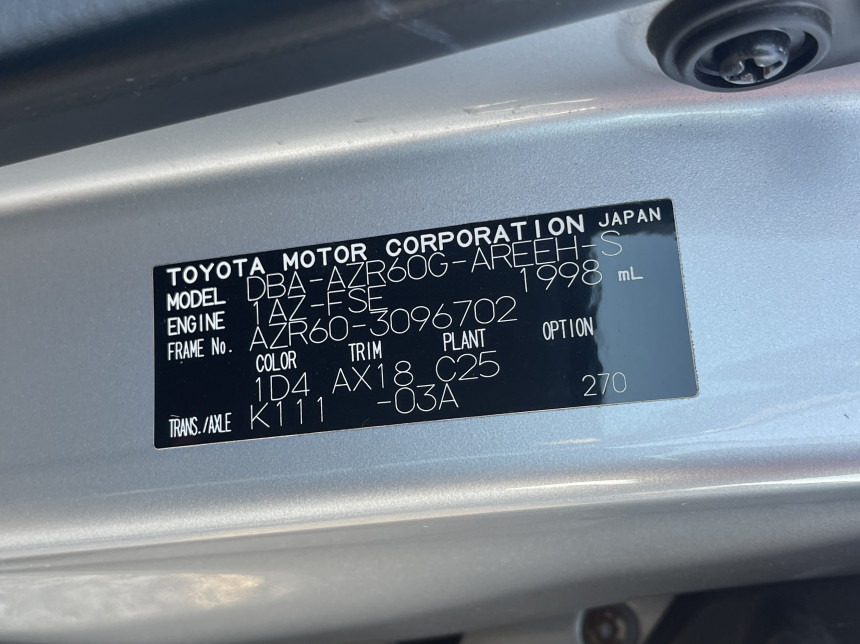 TOYOTA MOTOR CORPORATION JAPAN
MODEL DBA-AZR60G-AREEH-S
ENGINE 1AZ-FSE 1998 mL
FRAME No. AZR60-3096702
COLOR TRIM PLANT OPTION
1D4 AX18 C25
TRANS./AXLE K111 -03A 270